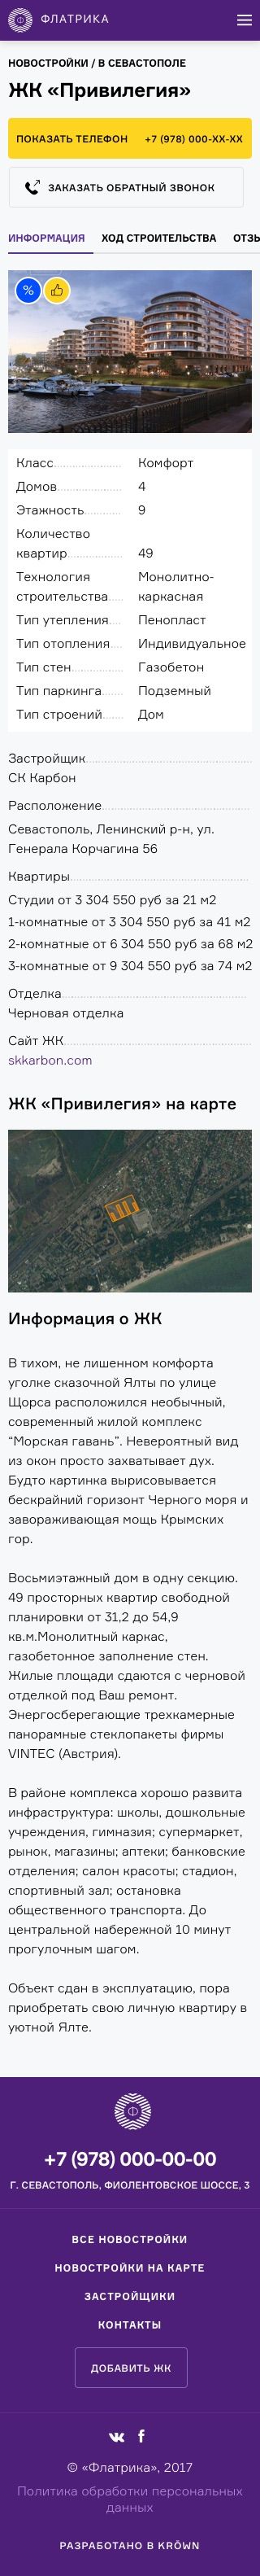 ФЛАТРИКА
НОВОСТРОЙКИ / В СЕВАСТОПОЛЕ
ЖК «Привилегия»
ПОКАЗАТЬ ТЕЛЕФОН +7 (978) 000-XX-XX
ЗАКАЗАТЬ ОБРАТНЫЙ ЗВОНОК
ИНФОРМАЦИЯ ХОД СТРОИТЕЛЬСТВА ОТЗЫ
%
Класс Комфорт
Домов 4
Этажность 9
Количество
квартир 49
Технология Монолитно-
строительства каркасная
Тип утепления Пенопласт
Тип отопления Индивидуальное
Тип стен Газобетон
Тип паркинга Подземный
Тип строений Дом
Застройщик
СК Карбон
Расположение
Севастополь, Ленинский р-н, ул.
Генерала Корчагина 56
Квартиры
Студии от 3 304 550 руб за 21 м2
1-комнатные от 3 304 550 руб за 41 м2
2-комнатные от 6 304 550 руб за 68 м2
3-комнатные от 9 304 550 руб за 74 м2
Отделка
Черновая отделка
Сайт ЖК
skkarbon.com
ЖК «Привилегия» на карте
Информация о ЖК
В тихом, не лишенном комфорта
уголке сказочной Ялты по улице
Щорса расположился необычный,
современный жилой комплекс
“Морская гавань”. Невероятный вид
из окон просто захватывает дух.
Будто картинка вырисовывается
бескрайний горизонт Черного моря и
завораживающая мощь Крымских
гор.
Восьмиэтажный дом в одну секцию.
49 просторных квартир свободной
планировки от 31,2 до 54,9
кв.м.Монолитный каркас,
газобетонное заполнение стен.
Жилые площади сдаются с черновой
отделкой под Ваш ремонт.
Энергосберегающие трехкамерные
панорамные стеклопакеты фирмы
VINTEC (Австрия).
В районе комплекса хорошо развита
инфраструктура: школы, дошкольные
учреждения, гимназия; супермаркет,
рынок, магазины; аптеки; банковские
отделения; салон красоты; стадион,
спортивный зал; остановка
общественного транспорта. До
центральной набережной 10 минут
прогулочным шагом.
Объект сдан в эксплуатацию, пора
приобретать свою личную квартиру в
уютной Ялте.
+7 (978) 000-00-00
Г. СЕВАСТОПОЛЬ, ФИОЛЕНТОВСКОЕ ШОССЕ, 3
ВСЕ НОВОСТРОЙКИ
НОВОСТРОЙКИ НА КАРТЕ
ЗАСТРОЙЩИКИ
КОНТАКТЫ
ДОБАВИТЬ ЖК
© «Флатрика», 2017
Политика обработки персональных
данных
РАЗРАБОТАНО В KRÖWN